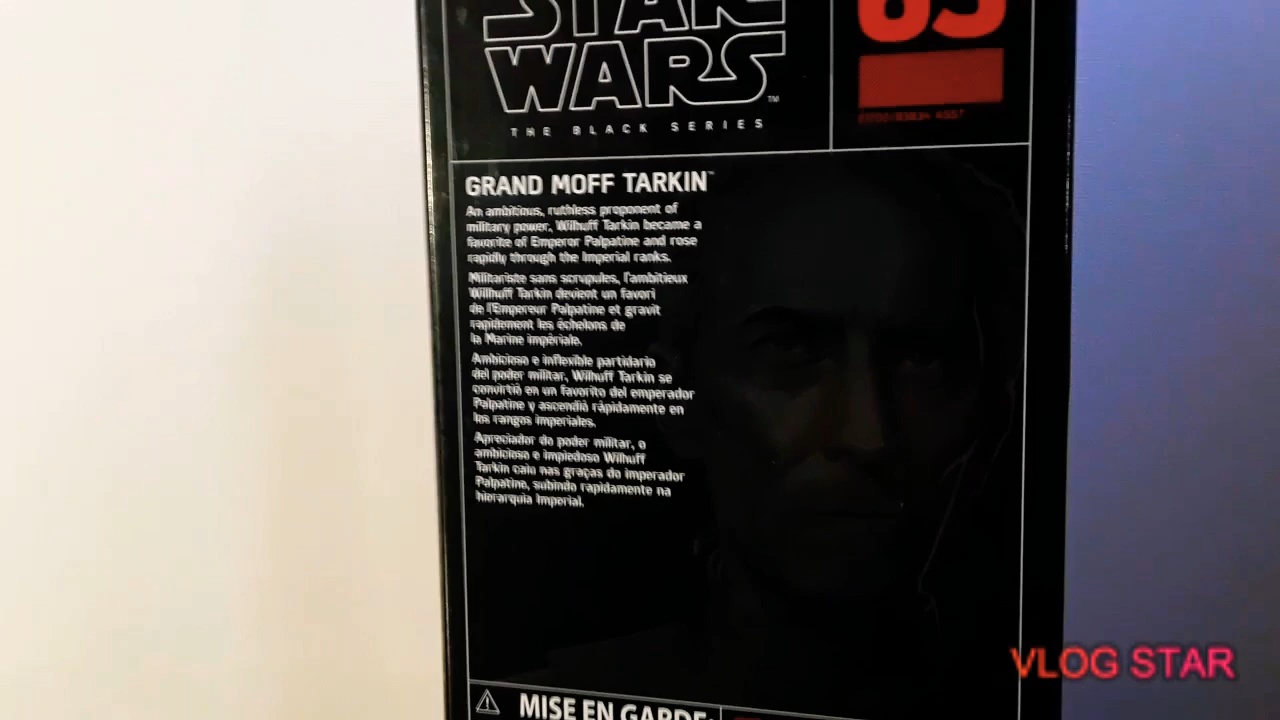 STAR
WARS
TM
THE BLACK SERIES
63
GRAND MOFF TARKIN™
An ambitious, ruthless proponent of
military power, Wilhuff Tarkin became a
favorite of Emperor Palpatine and rose
rapidly through the Imperial ranks.
Militariste sans scrupules, l'ambitieux
Wilhuff Tarkin devient un favori
de l'Empereur Palpatine et gravit
rapidement les échelons de
la Marine impériale.
Ambicioso e inflexible partidario
del poder militar, Wilhuff Tarkin se
convirtió en un favorito del emperador
Palpatine y ascendió rápidamente en
los rangos imperiales.
Apreciador do poder militar, o
ambicioso e impiedoso Wilhuff
Tarkin caiu nas graças do imperador
Palpatine, subindo rapidamente na
hierarquia Imperial.
MISE EN GARDE:
VLOG STAR